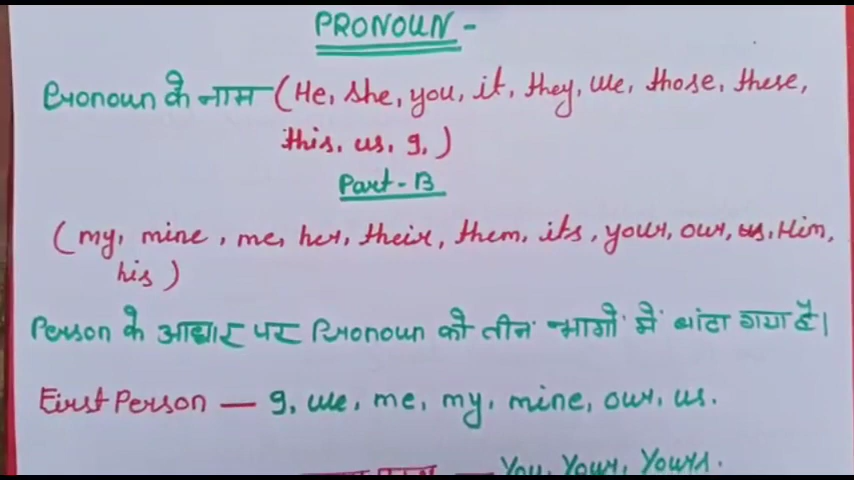 PRONOUN -
Pronoun के नाम (He, she, you, it, they, we, those, these,
this, us, I,)
Part-B
(my, mine, me, her, their, them, its, your, our, us, Him,
his)
Person के आधार पर Pronoun को तीन भागों में बांटा गया है।
First Person — I, we, me, my, mine, our, us.
— You, Your, Yours.